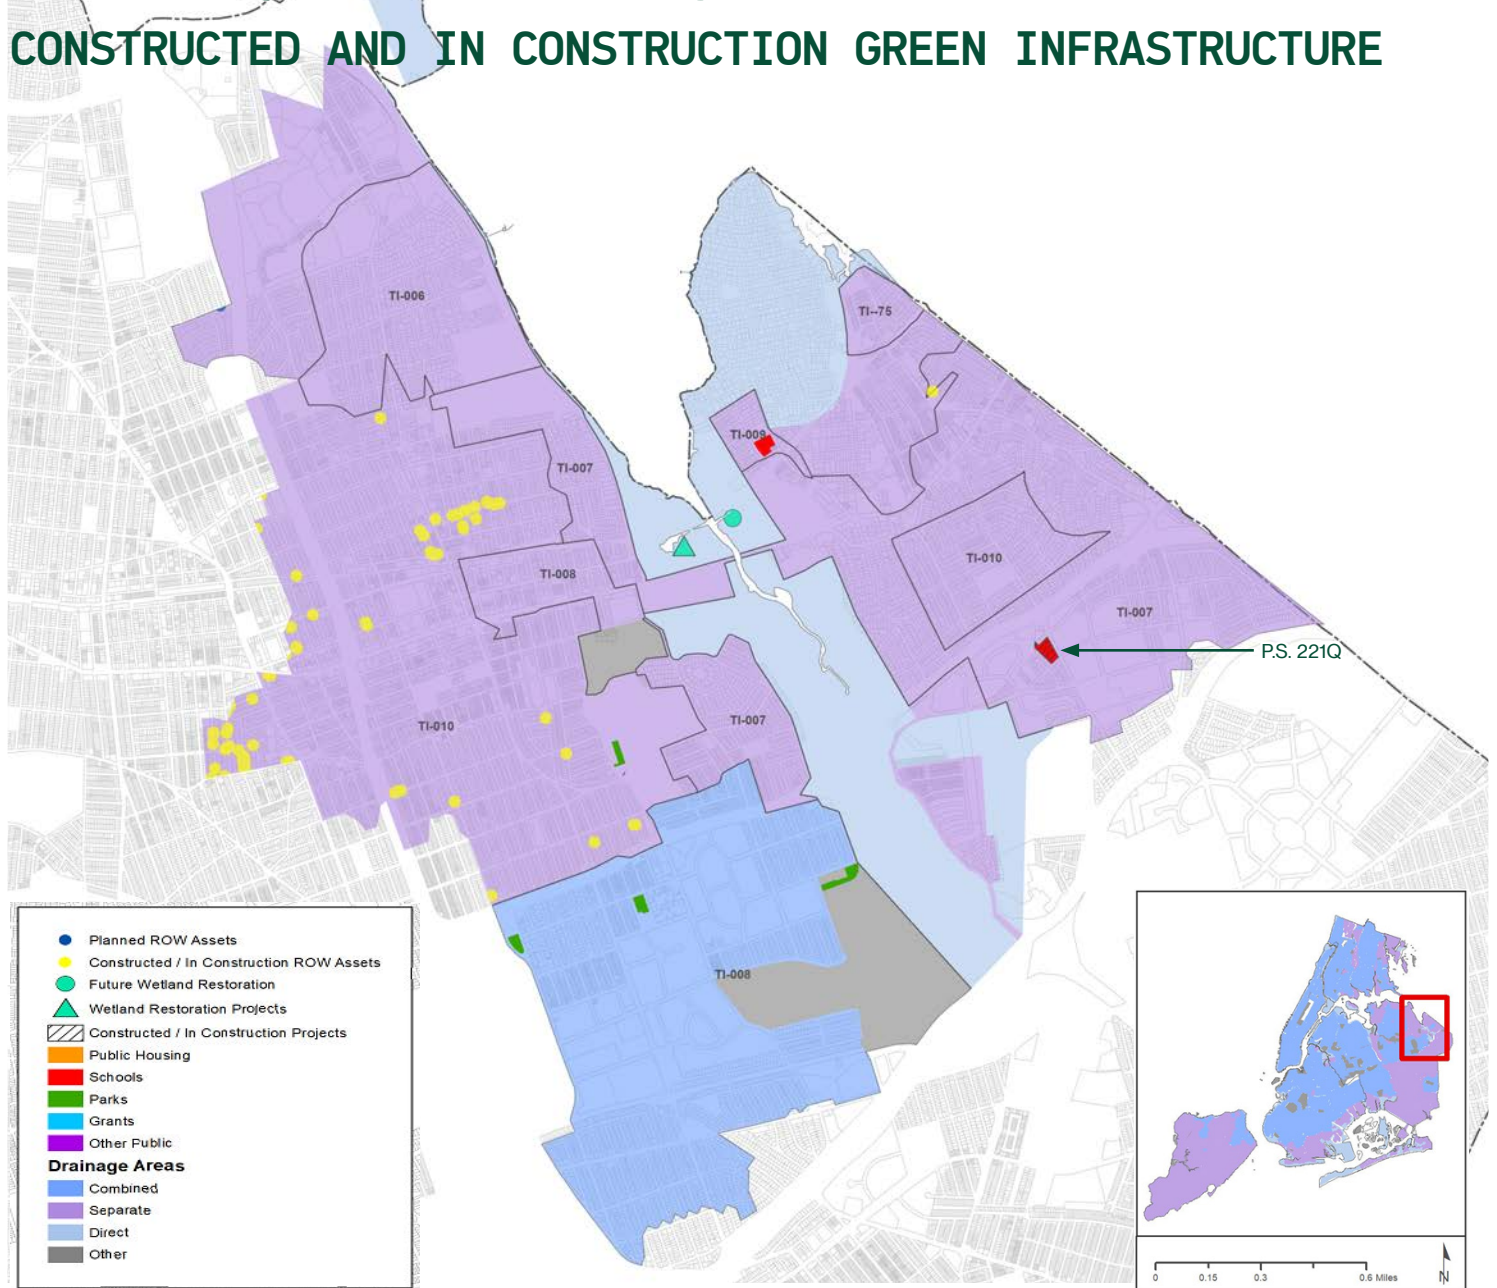 CONSTRUCTED AND IN CONSTRUCTION GREEN INFRASTRUCTURE
TI-006
TI--75
TI-009
TI-007
TI-010
TI-008
TI-007
P.S. 221Q
TI-010
TI-007
TI-008
Planned ROW Assets
Constructed / In Construction ROW Assets
Future Wetland Restoration
Wetland Restoration Projects
Constructed / In Construction Projects
Public Housing
Schools
Parks
Grants
Other Public
Drainage Areas
Combined
Separate
Direct
Other
0 0.15 0.3 0.6 Miles
N